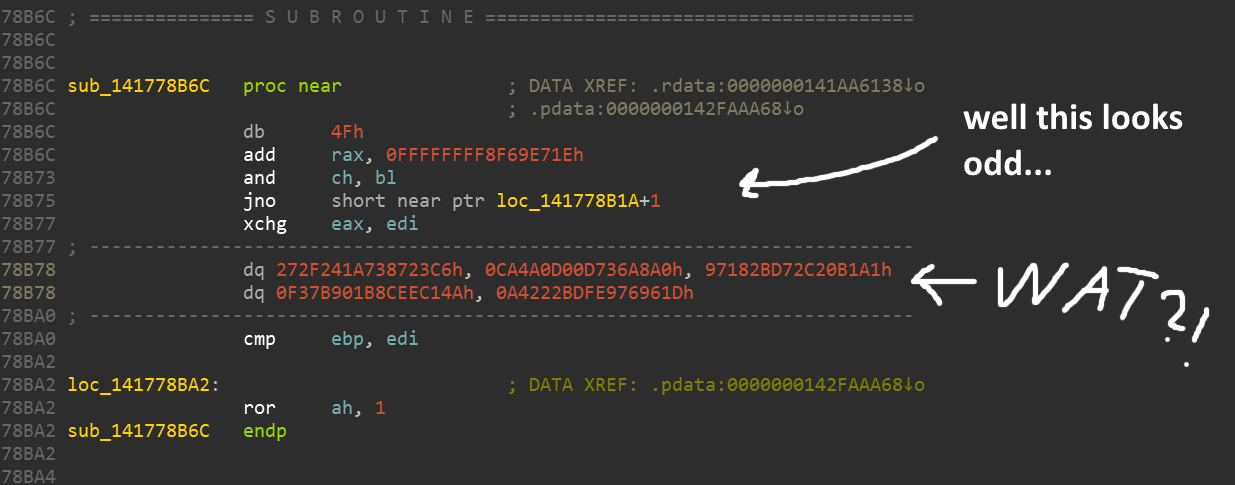 78B6C ; =============== S U B R O U T I N E =======================================
78B6C
78B6C
78B6C sub_141778B6C proc near ; DATA XREF: .rdata:0000000141AA6138↓o
78B6C ; .pdata:0000000142FAAA68↓o
78B6C db 4Fh
78B6C add rax, 0FFFFFFFF8F69E71Eh
78B73 and ch, bl
78B75 jno short near ptr loc_141778B1A+1
78B77 xchg eax, edi
78B77 ; ---------------------------------------------------------------------------
78B78 dq 272F241A738723C6h, 0CA4A0D00D736A8A0h, 97182BD72C20B1A1h
78B78 dq 0F37B901B8CEEC14Ah, 0A4222BDFE976961Dh
78BA0 ; ---------------------------------------------------------------------------
78BA0 cmp ebp, edi
78BA2
78BA2 loc_141778BA2: ; DATA XREF: .pdata:0000000142FAAA68↓o
78BA2 ror ah, 1
78BA2 sub_141778B6C endp
78BA2
78BA4
well this looks
odd...
WAT?!